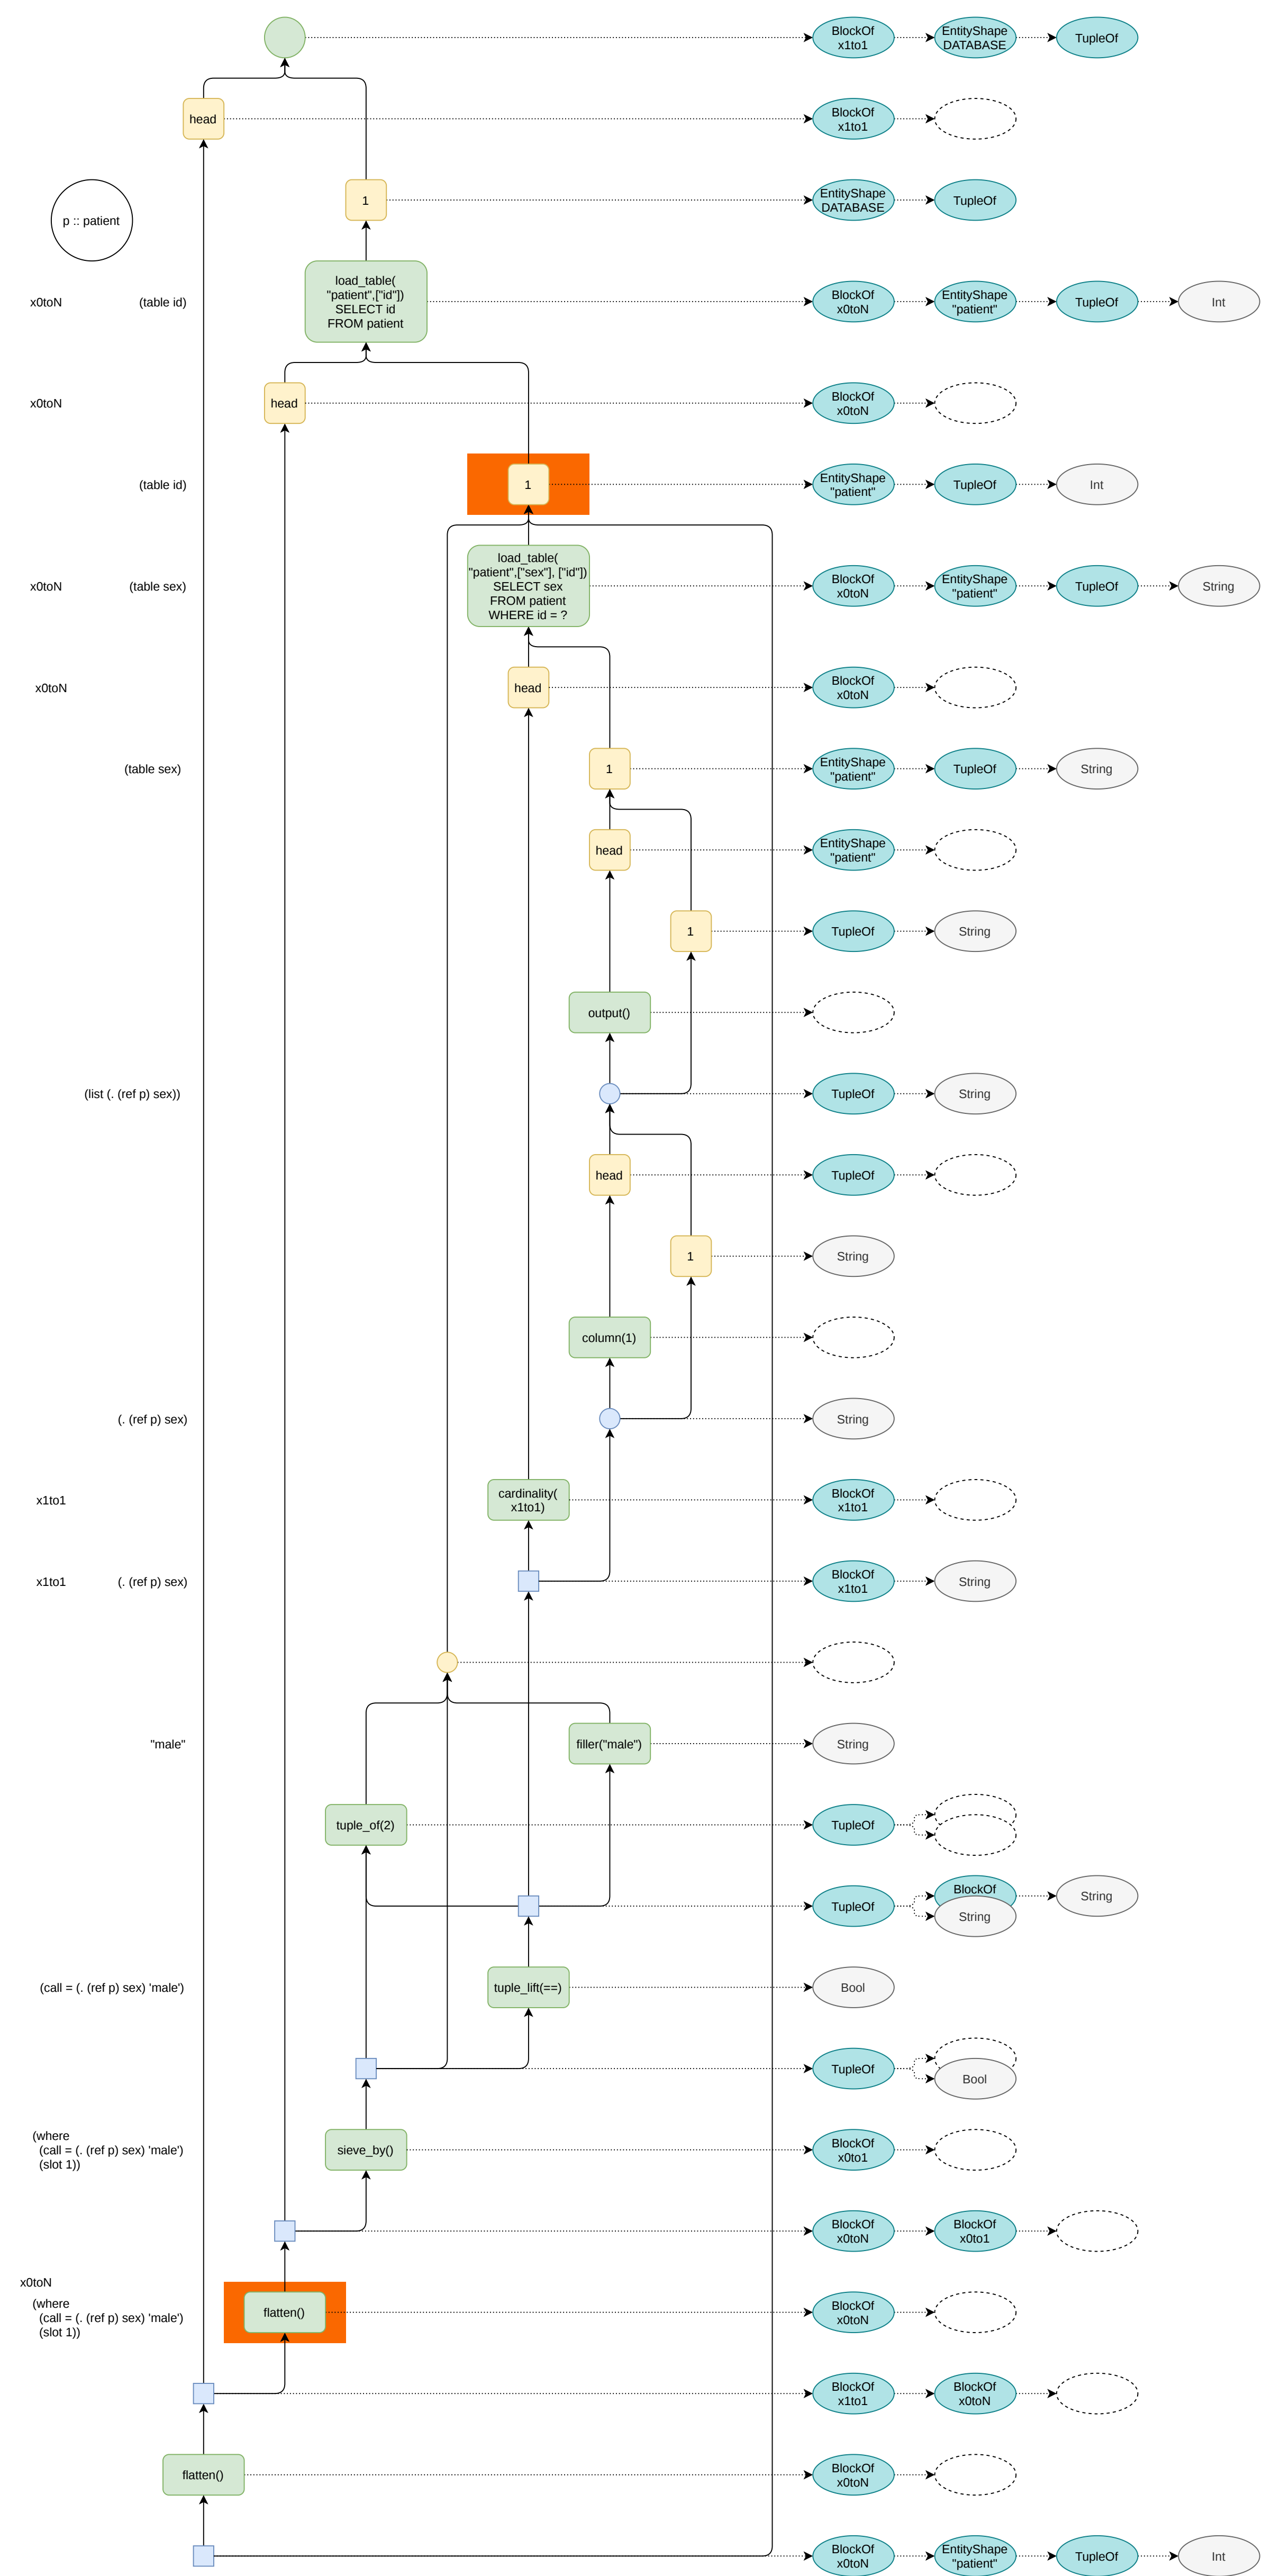 BlockOf
x1to1
EntityShape
DATABASE
TupleOf
head
BlockOf
x1to1
p :: patient
1
EntityShape
DATABASE
TupleOf
x0toN
(table id)
load_table(
"patient",["id"])
SELECT id
FROM patient
BlockOf
x0toN
EntityShape
"patient"
TupleOf
Int
x0toN
head
BlockOf
x0toN
(table id)
1
EntityShape
"patient"
TupleOf
Int
x0toN
(table sex)
load_table(
"patient",["sex"], ["id"])
SELECT sex
FROM patient
WHERE id = ?
BlockOf
x0toN
EntityShape
"patient"
TupleOf
String
x0toN
head
BlockOf
x0toN
(table sex)
1
EntityShape
"patient"
TupleOf
String
head
EntityShape
"patient"
1
TupleOf
String
output()
(list (. (ref p) sex))
TupleOf
String
head
TupleOf
1
String
column(1)
(. (ref p) sex)
String
x1to1
cardinality(
x1to1)
BlockOf
x1to1
x1to1
(. (ref p) sex)
BlockOf
x1to1
String
"male"
filler("male")
String
tuple_of(2)
TupleOf
TupleOf
BlockOf
String
String
(call = (. (ref p) sex) 'male')
tuple_lift(==)
Bool
TupleOf
Bool
(where
(call = (. (ref p) sex) 'male')
(slot 1))
sieve_by()
BlockOf
x0to1
BlockOf
x0toN
BlockOf
x0to1
x0toN
(where
(call = (. (ref p) sex) 'male')
(slot 1))
flatten()
BlockOf
x0toN
BlockOf
x1to1
BlockOf
x0toN
flatten()
BlockOf
x0toN
BlockOf
x0toN
EntityShape
"patient"
TupleOf
Int